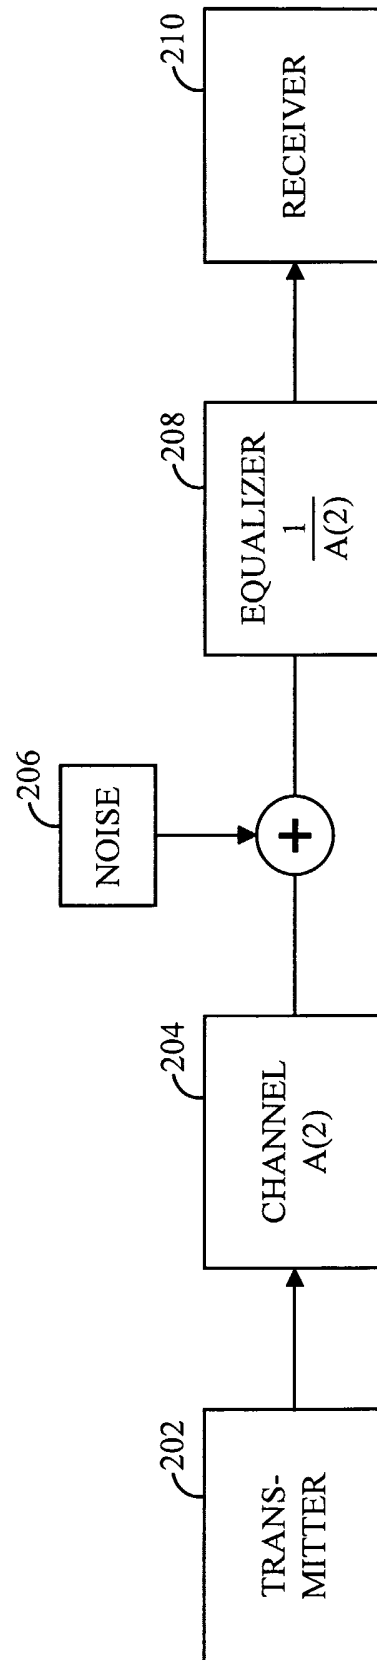 202
TRANS-
MITTER
204
CHANNEL
A(2)
206
NOISE
+
208
EQUALIZER
1
A(2)
210
RECEIVER